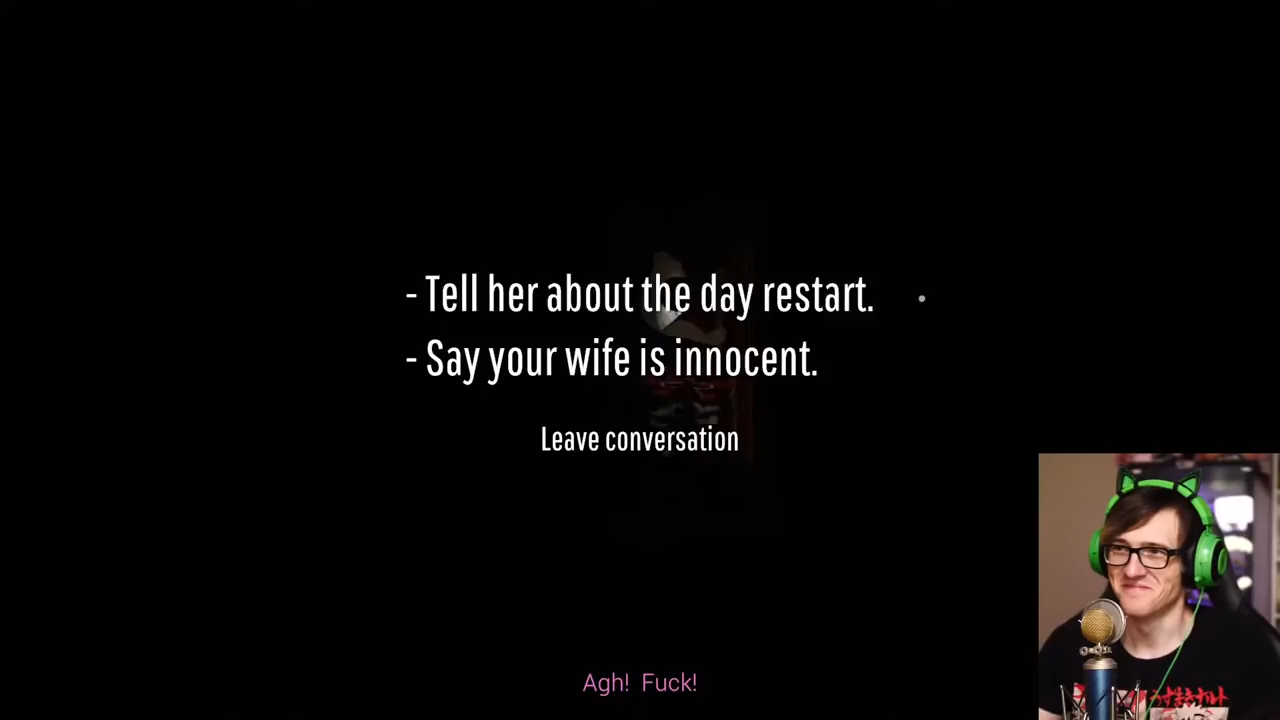 - Tell her about the day restart.
- Say your wife is innocent.
Leave conversation
Agh! Fuck!